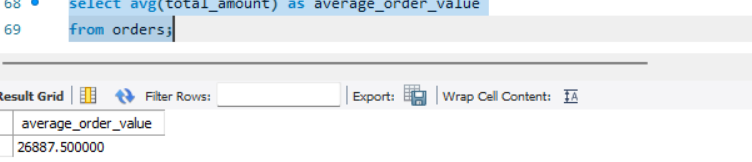 68 select avg(total_amount) as average_order_value
69 from orders;
Result Grid Filter Rows: Export: Wrap Cell Content: IA
average_order_value
26887.500000